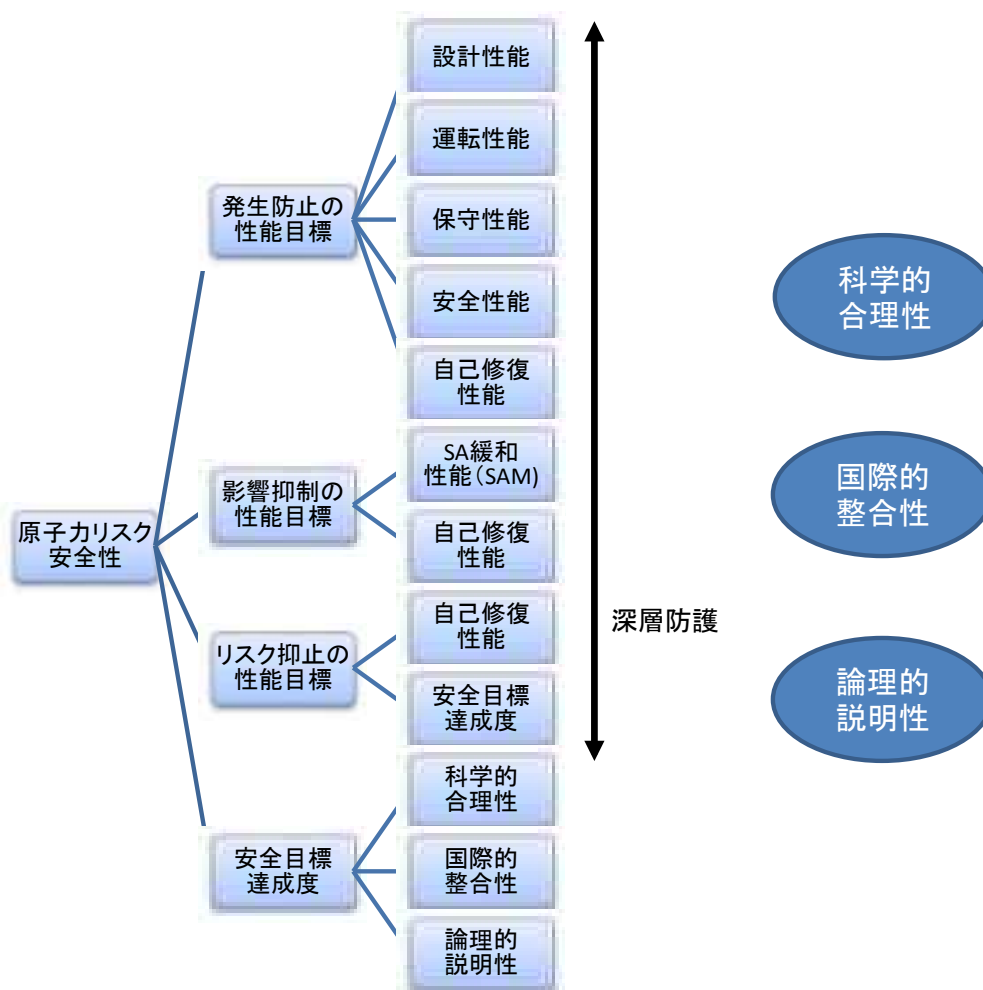 原子力リスク
安全性
発生防止の
性能目標
影響抑制の
性能目標
リスク抑止の
性能目標
安全目標
達成度
設計性能
運転性能
保守性能
安全性能
自己修復
性能
SA緩和
性能(SAM)
自己修復
性能
自己修復
性能
安全目標
達成度
科学的
合理性
国際的
整合性
論理的
説明性
深層防護
科学的
合理性
国際的
整合性
論理的
説明性